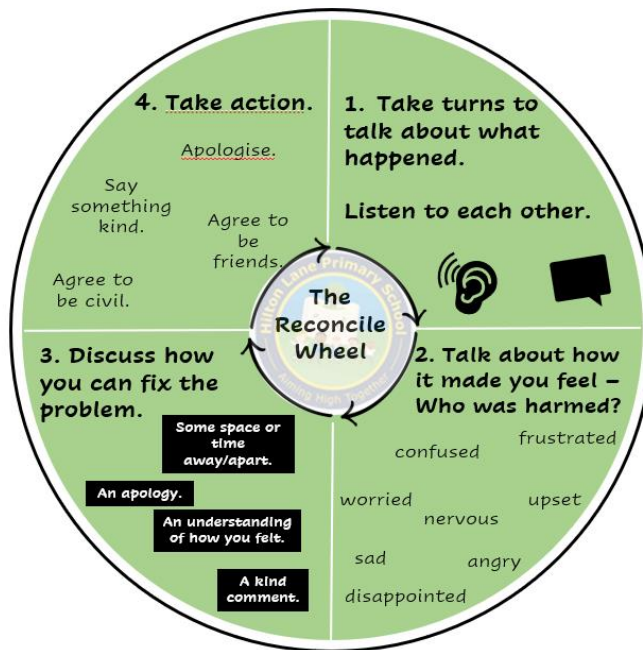 4. Take action.
Apologise.
Say
something
kind.
Agree to
be
friends.
Agree to
be civil.
1. Take turns to
talk about what
happened.
Listen to each other.
The
Reconcile
Wheel
Hilton Lane Primary School
Aiming High Together
2. Talk about how
it made you feel –
Who was harmed?
frustrated
confused
worried
upset
nervous
sad
angry
disappointed
3. Discuss how
you can fix the
problem.
Some space or
time
away/apart.
An apology.
An understanding
of how you felt.
A kind
comment.